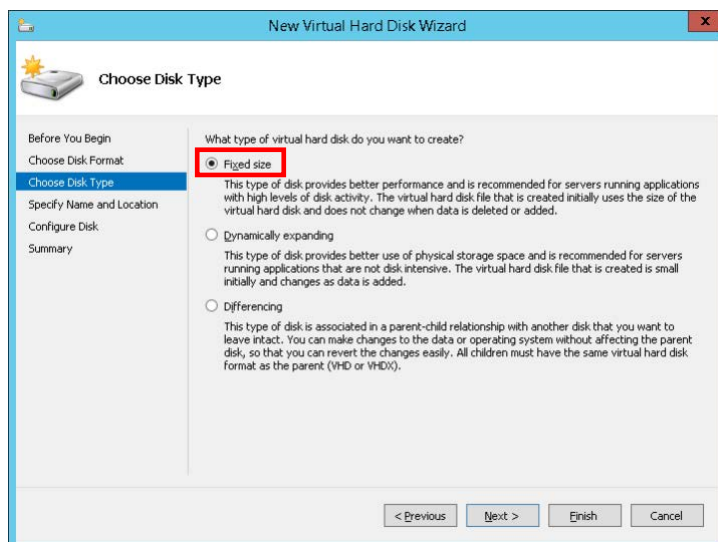 New Virtual Hard Disk Wizard
x
Choose Disk Type
Before You Begin
Choose Disk Format
Choose Disk Type
Specify Name and Location
Configure Disk
Summary
What type of virtual hard disk do you want to create?
Fixed size
This type of disk provides better performance and is recommended for servers running applications
with high levels of disk activity. The virtual hard disk file that is created initially uses the size of the
virtual hard disk and does not change when data is deleted or added.
Dynamically expanding
This type of disk provides better use of physical storage space and is recommended for servers
running applications that are not disk intensive. The virtual hard disk file that is created is small
initially and changes as data is added.
Differencing
This type of disk is associated in a parent-child relationship with another disk that you want to
leave intact. You can make changes to the data or operating system without affecting the parent
disk, so that you can revert the changes easily. All children must have the same virtual hard disk
format as the parent (VHD or VHDX).
< Previous
Next >
Finish
Cancel